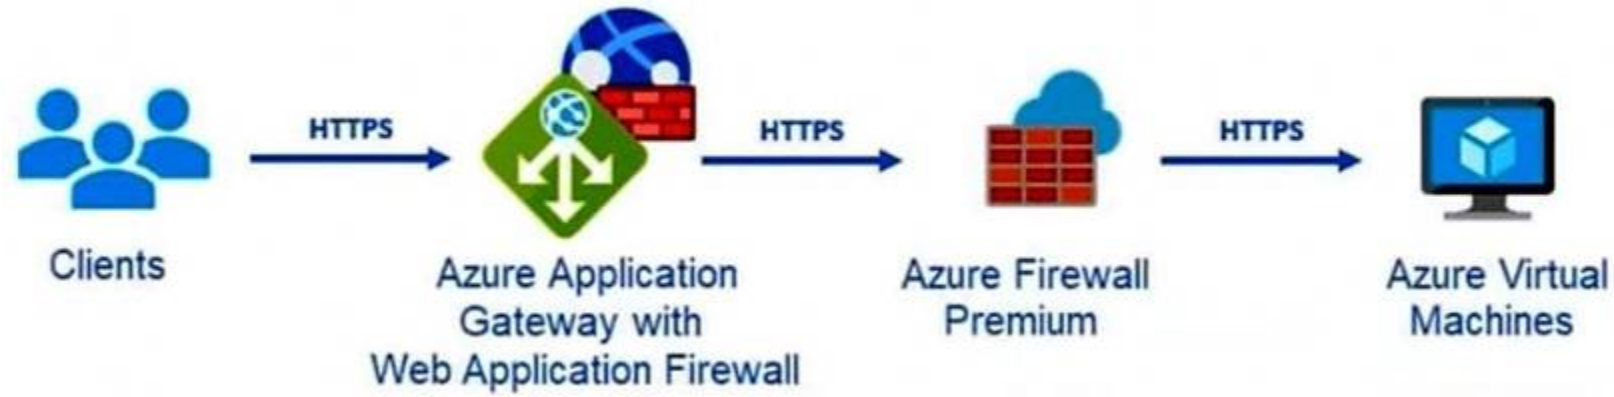 HTTPS
HTTPS
HTTPS
Clients
Azure Application
Gateway with
Web Application Firewall
Azure Firewall
Premium
Azure Virtual
Machines